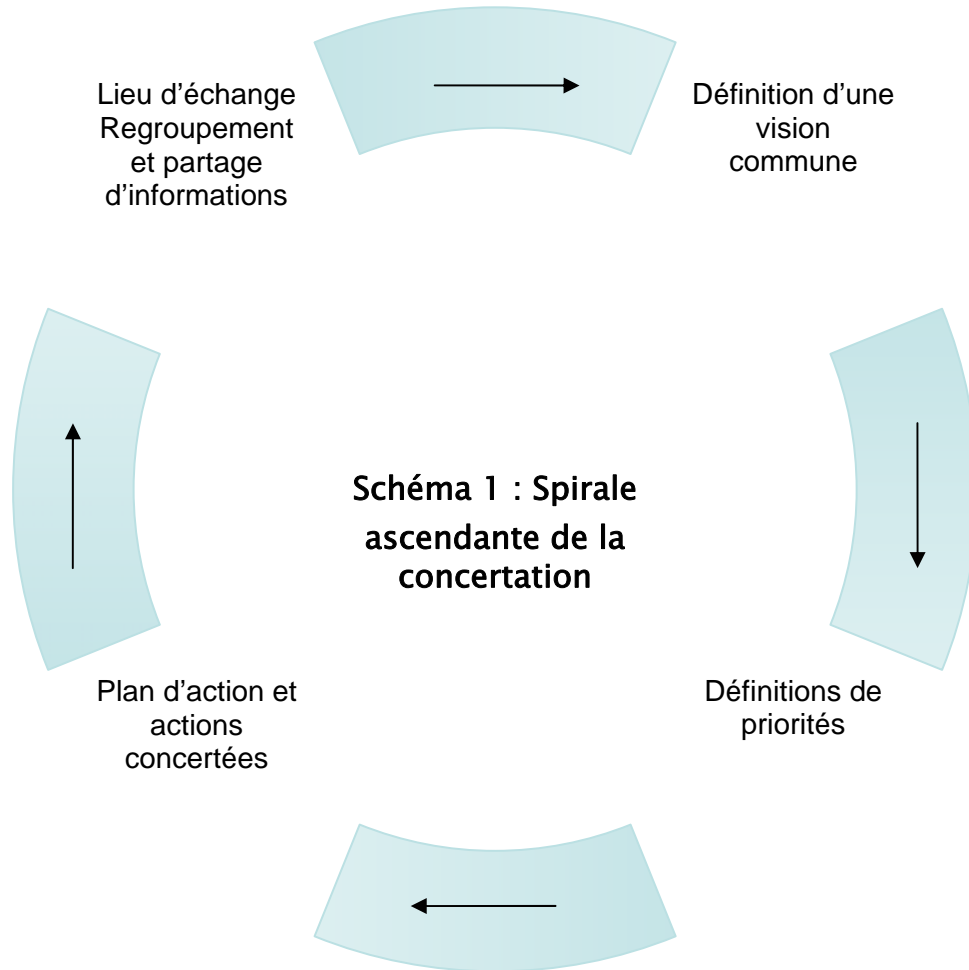 Lieu d’échange
Regroupement
et partage
d’informations
Définition d’une
vision
commune
Schéma 1 : Spirale
ascendante de la
concertation
Plan d’action et
actions
concertées
Définitions de
priorités